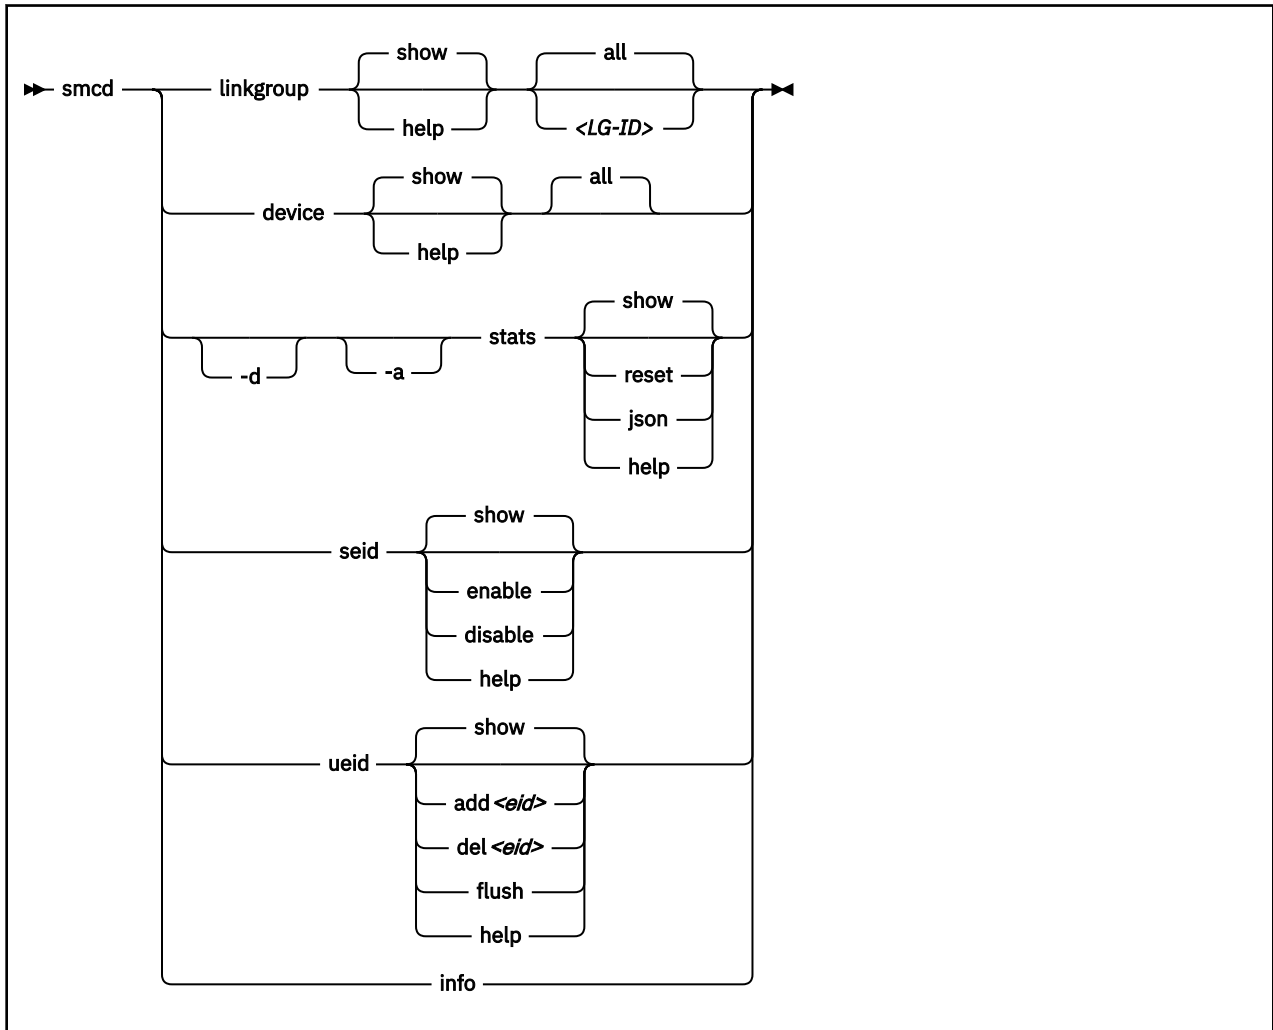 show all
smcd linkgroup
help <LG-ID>
show all
device
help
show
stats
-d -a reset
json
help
show
seid
enable
disable
help
show
ueid
add <eid>
del <eid>
flush
help
info